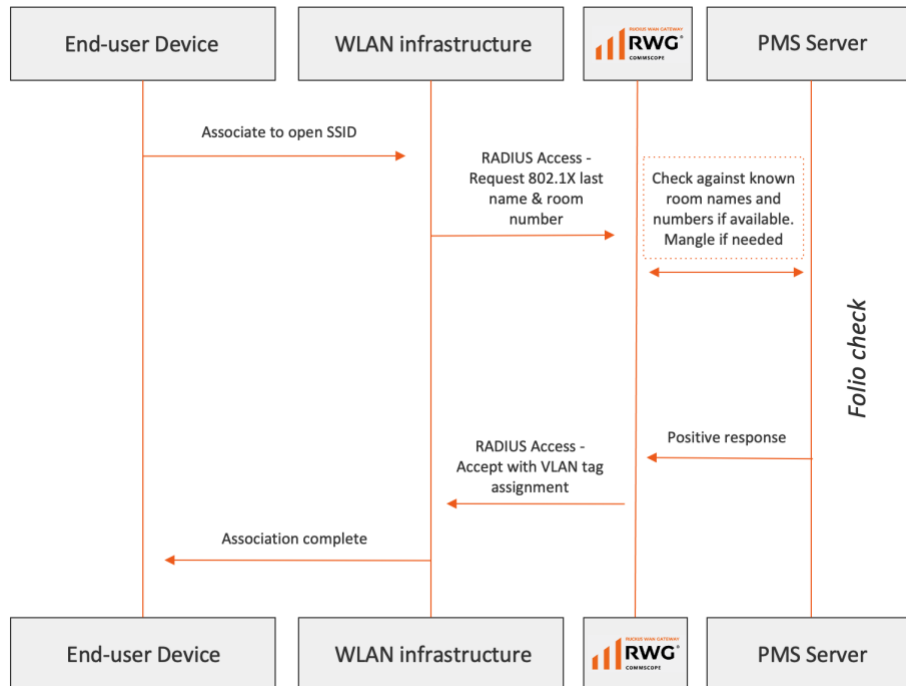 End-user Device
WLAN infrastructure
RUCKUS WAN GATEWAY
RWG®
COMMSCOPE
PMS Server
Associate to open SSID
RADIUS Access -
Request 802.1X last
name & room
number
Check against known
room names and
numbers if available.
Mangle if needed
Folio check
Positive response
RADIUS Access -
Accept with VLAN tag
assignment
Association complete
End-user Device
WLAN infrastructure
RUCKUS WAN GATEWAY
RWG®
COMMSCOPE
PMS Server